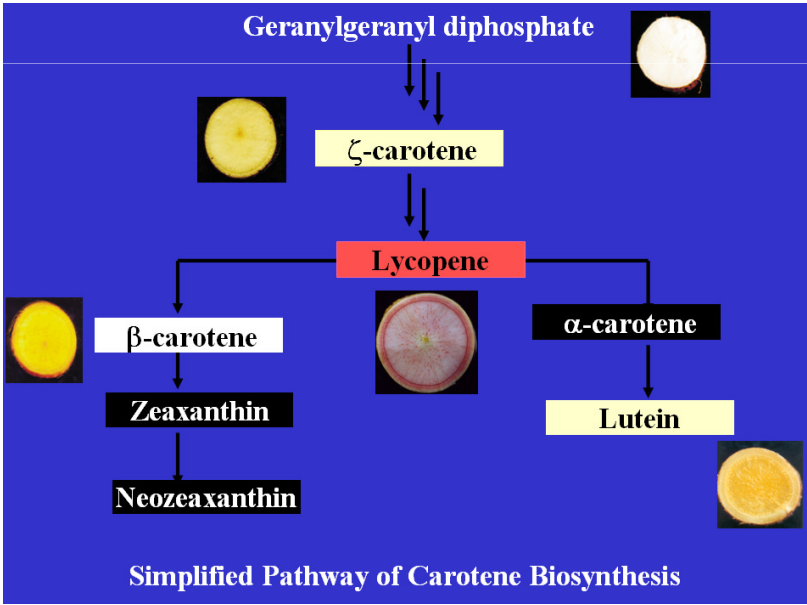 Geranylgeranyl diphosphate
ζ-carotene
Lycopene
β-carotene
α-carotene
Zeaxanthin
Lutein
Neozeaxanthin
Simplified Pathway of Carotene Biosynthesis